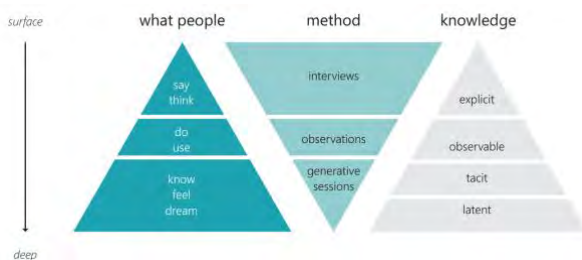 what people
method
knowledge
surface
say
think
interviews
explicit
do
use
observations
observable
know
feel
dream
generative
sessions
tacit
latent
deep